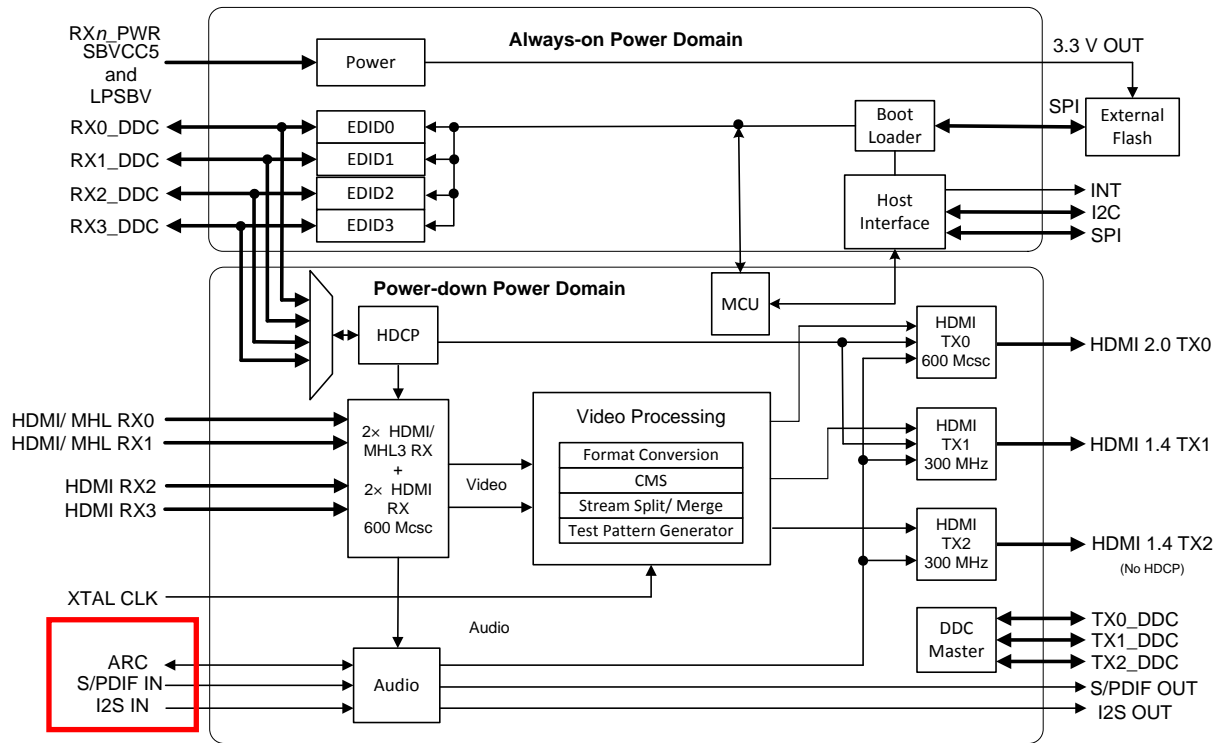 RXn_PWR
SBVCC5
and
LPSBV
Always-on Power Domain
Power
3.3 V OUT
RX0_DDC
EDID0
Boot
Loader
SPI
External
Flash
RX1_DDC
EDID1
RX2_DDC
EDID2
RX3_DDC
EDID3
Host
Interface
INT
I2C
SPI
Power-down Power Domain
MCU
HDCP
HDMI
TX0
600 Mcsc
HDMI 2.0 TX0
HDMI/ MHL RX0
HDMI/ MHL RX1
HDMI RX2
HDMI RX3
2× HDMI/
MHL3 RX
+
2× HDMI
RX
600 Mcsc
Video
Video Processing
Format Conversion
CMS
Stream Split/ Merge
Test Pattern Generator
HDMI
TX1
300 MHz
HDMI 1.4 TX1
HDMI
TX2
300 MHz
HDMI 1.4 TX2
(No HDCP)
XTAL CLK
Audio
DDC
Master
TX0_DDC
TX1_DDC
TX2_DDC
ARC
S/PDIF IN
I2S IN
Audio
S/PDIF OUT
I2S OUT